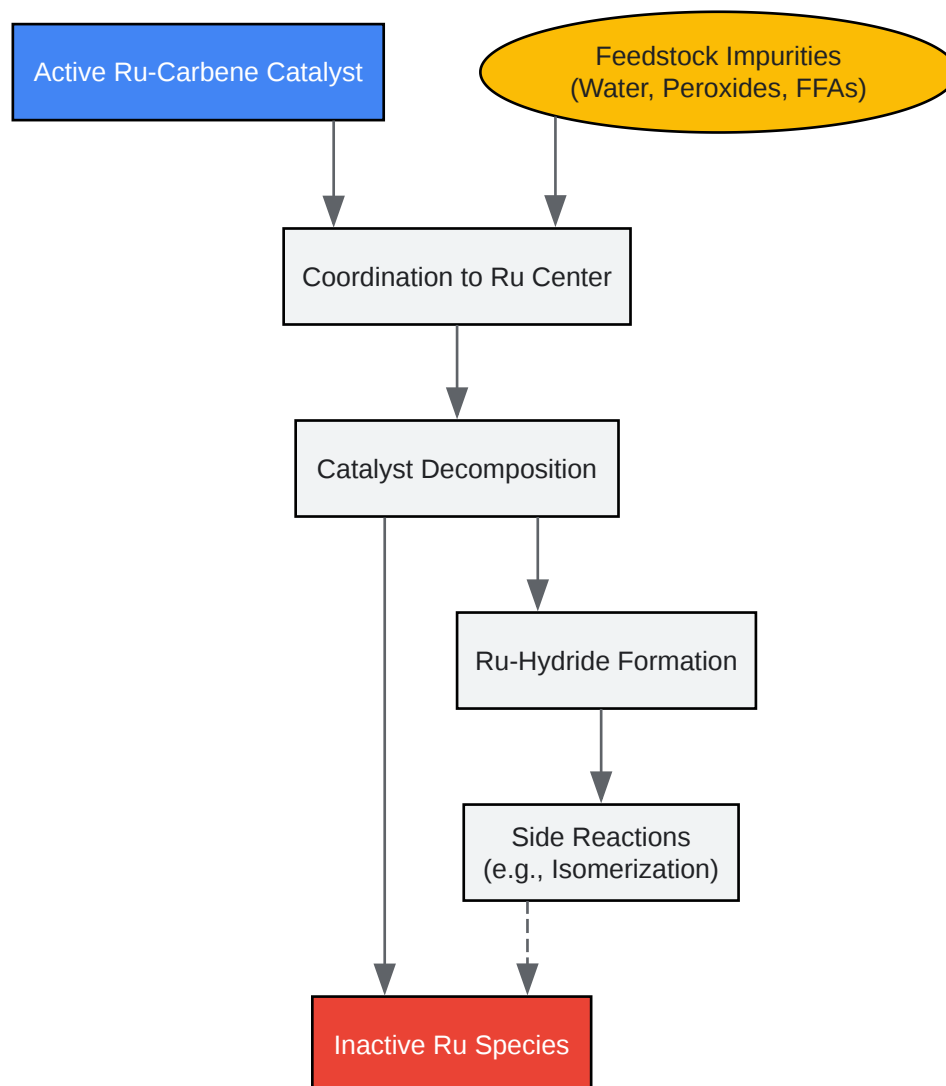 Active Ru-Carbene Catalyst
Feedstock Impurities
(Water, Peroxides, FFAs)
Coordination to Ru Center
Catalyst Decomposition
Ru-Hydride Formation
Side Reactions
(e.g., Isomerization)
Inactive Ru Species